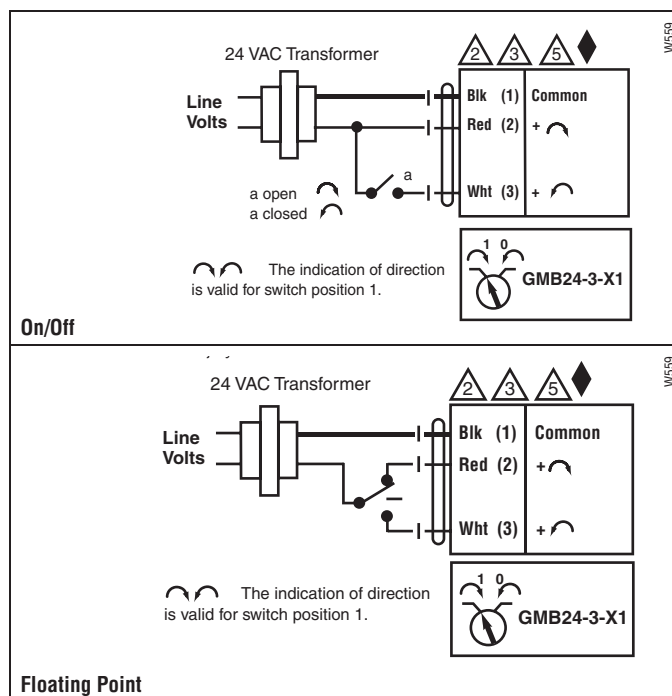 W559
24 VAC Transformer
2 3 5
Line
Volts
Blk (1) Common
Red (2) +
a
Wht (3) +
a open
a closed
1 0
GMB24-3-X1
The indication of direction
is valid for switch position 1.
On/Off
W559
24 VAC Transformer
2 3 5
Line
Volts
Blk (1) Common
Red (2) +
Wht (3) +
1 0
GMB24-3-X1
The indication of direction
is valid for switch position 1.
Floating Point